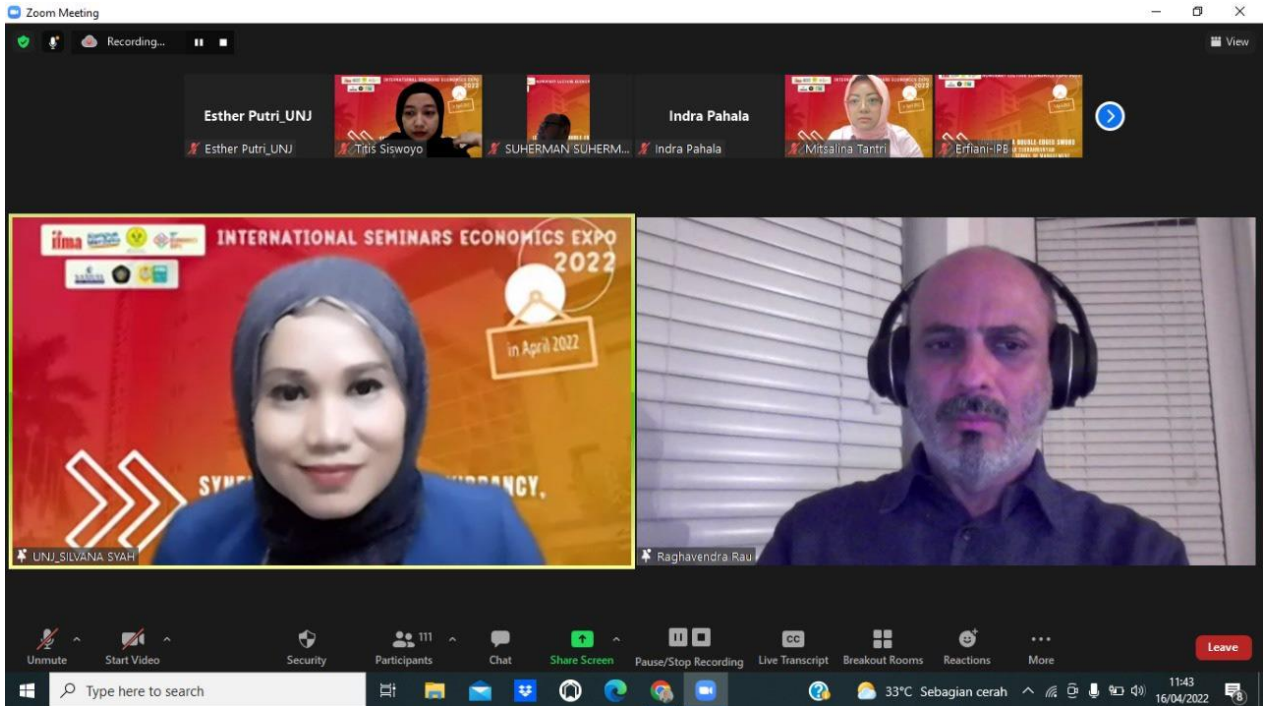 Zoom Meeting
Recording...
View
Esther Putri_UNJ
Esther Putri_UNJ
Titis Siswoyo
SUHERMAN SUHERM...
Indra Pahala
Indra Pahala
Mitsalina Tantri
Erfiani-IPB
INTERNATIONAL SEMINARS ECONOMICS EXPO
2022
in April 2022
UNJ_SILVANA SYAH
Raghavendra Rau
Unmute
Start Video
Security
111
Participants
Chat
Share Screen
Pause/Stop Recording
CC
Live Transcript
Breakout Rooms
Reactions
More
Leave
Type here to search
33°C Sebagian cerah
11:43
16/04/2022
8